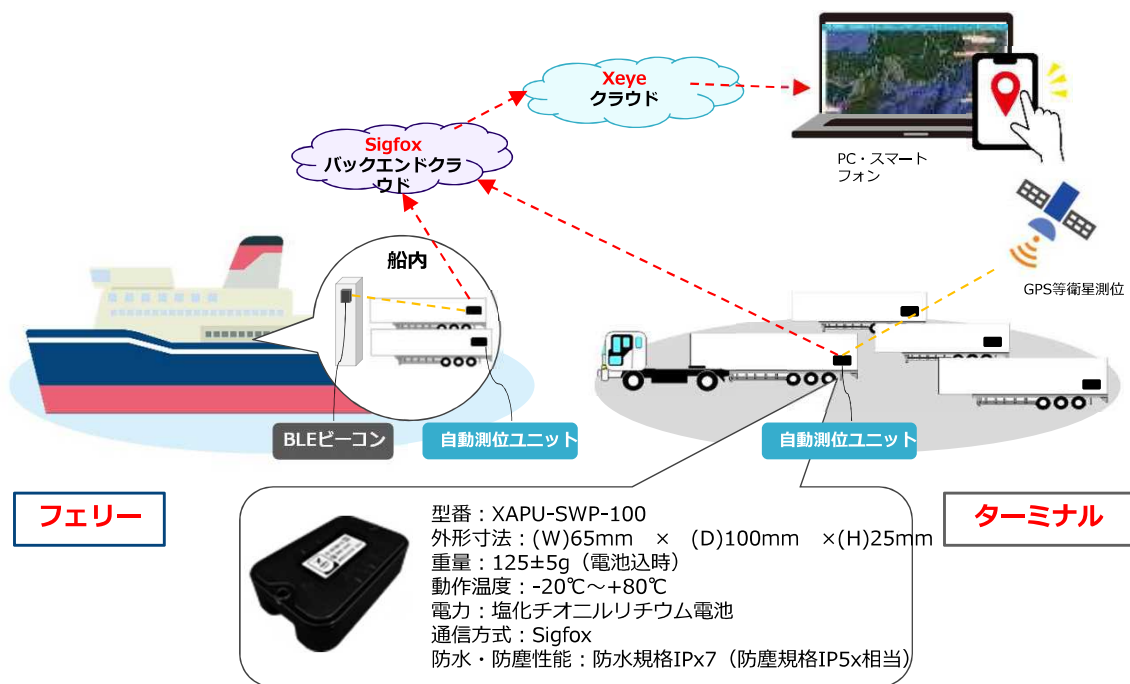 Xeye
クラウド
Sigfox
バックエンドクラ
ウド
PC・スマート
フォン
船内
GPS等衛星測位
BLEビーコン
自動測位ユニット
自動測位ユニット
フェリー
ターミナル
型番：XAPU-SWP-100
外形寸法：(W)65mm　×　(D)100mm　×(H)25mm
重量：125±5g（電池込時）
動作温度：-20℃～+80℃
電力：塩化チオニルリチウム電池
通信方式：Sigfox
防水・防塵性能：防水規格IPx7（防塵規格IP5x相当）